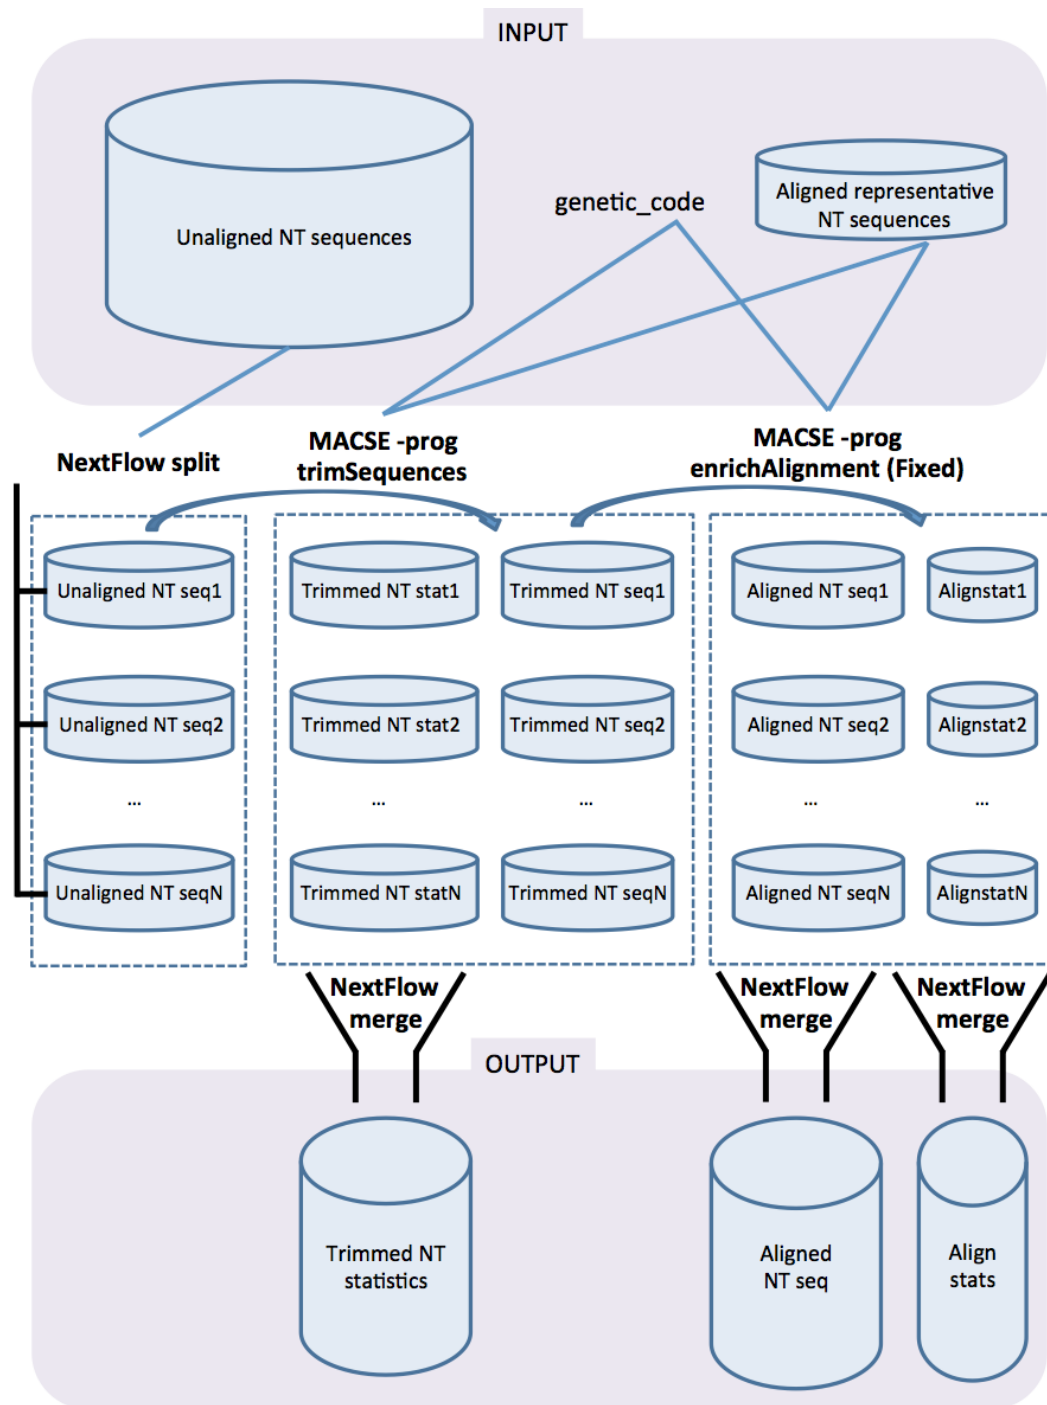 INPUT
Unaligned NT sequences
genetic_code
Aligned representative
NT sequences
NextFlow split
MACSE -prog
trimSequences
MACSE -prog
enrichAlignment (Fixed)
Unaligned NT seq1
Trimmed NT stat1
Trimmed NT seq1
Aligned NT seq1
Alignstat1
Unaligned NT seq2
Trimmed NT stat2
Trimmed NT seq2
Aligned NT seq2
Alignstat2
...
...
...
...
...
Unaligned NT seqN
Trimmed NT statN
Trimmed NT seqN
Aligned NT seqN
AlignstatN
NextFlow
merge
NextFlow
merge
NextFlow
merge
OUTPUT
Trimmed NT
statistics
Aligned
NT seq
Align
stats